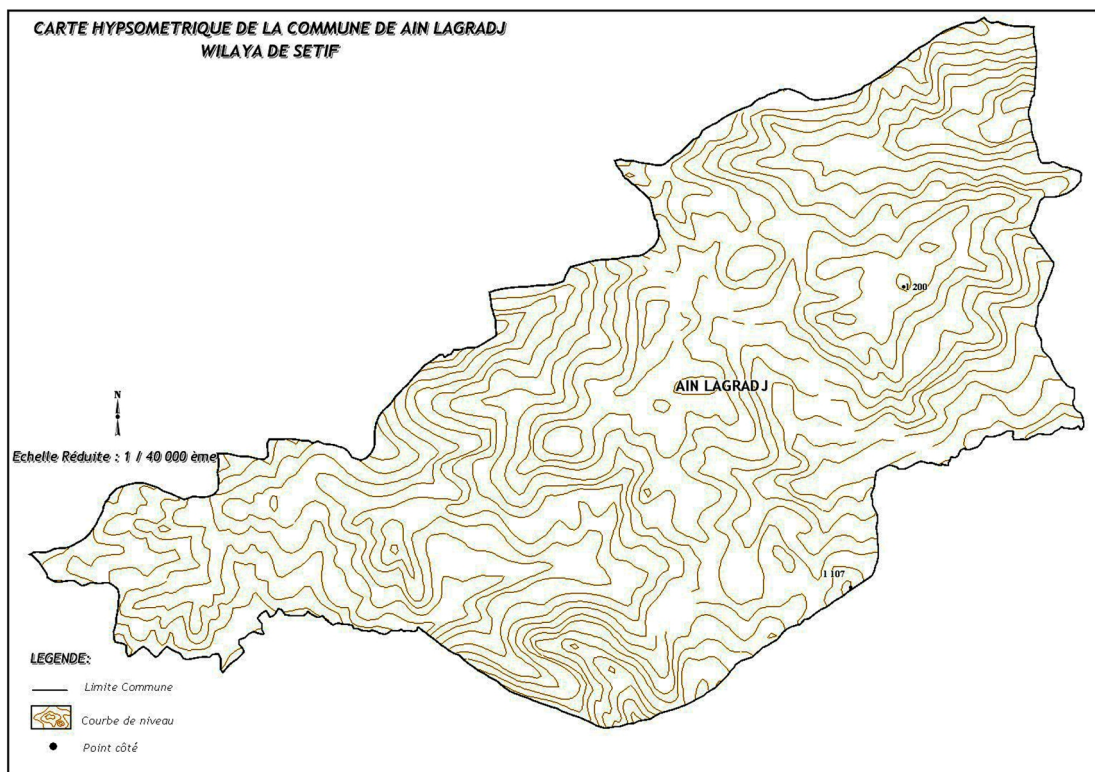 CARTE HYPSOMETRIQUE DE LA COMMUNE DE AIN LAGRADJ
WILAYA DE SETIF
1 200
AIN LAGRADJ
N
Echelle Réduite : 1 / 40 000 ème
1 107
LEGENDE:
Limite Commune
Courbe de niveau
Point côté